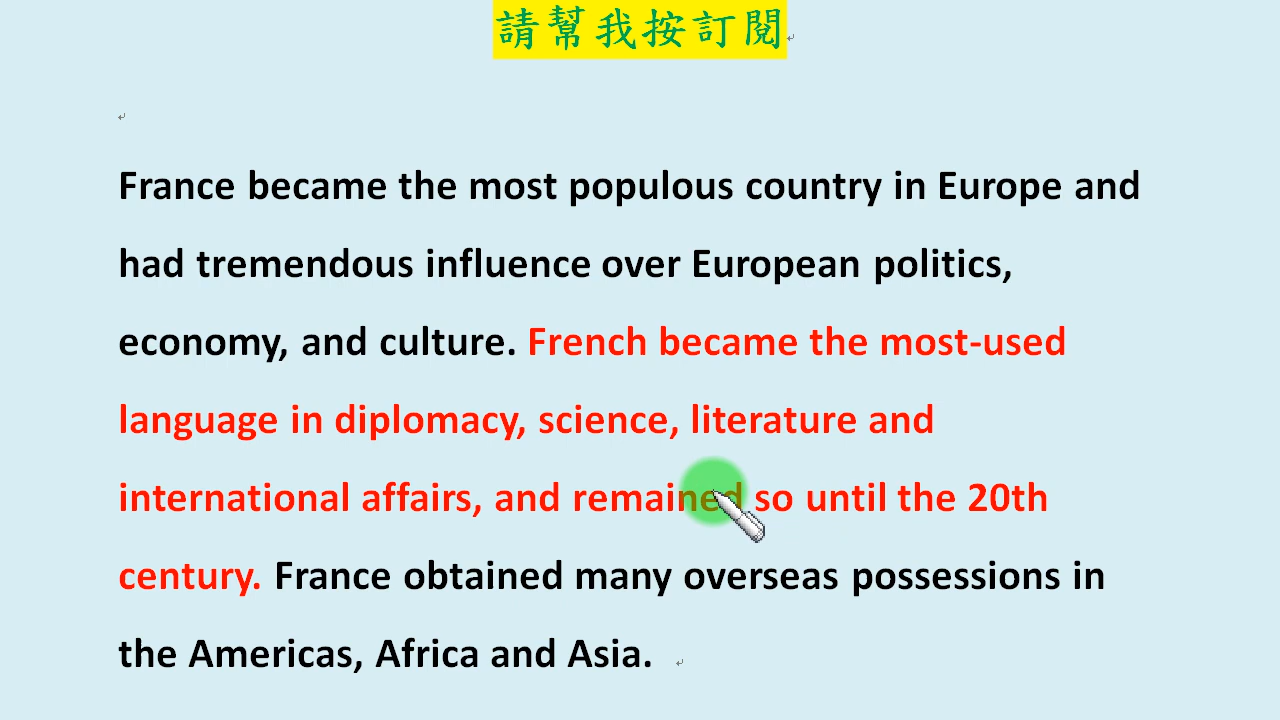 請幫我按訂閱
France became the most populous country in Europe and
had tremendous influence over European politics,
economy, and culture. French became the most-used
language in diplomacy, science, literature and
international affairs, and remained so until the 20th
century. France obtained many overseas possessions in
the Americas, Africa and Asia.